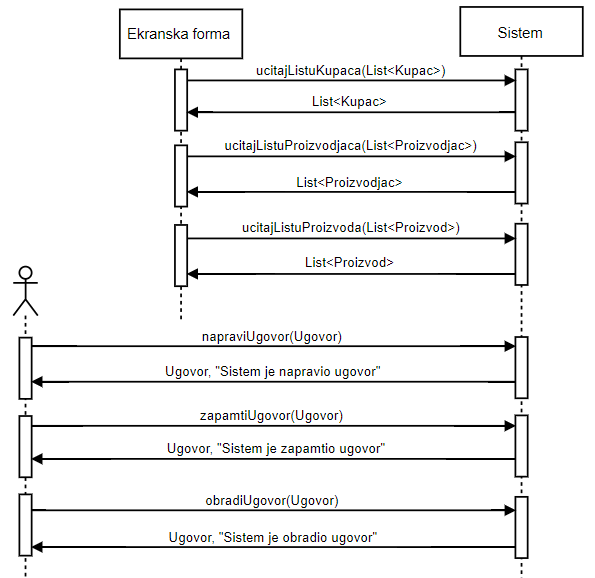 Ekranska forma
Sistem
ucitajListuKupaca(List<Kupac>)
List<Kupac>
ucitajListuProizvodjaca(List<Proizvodjac>)
List<Proizvodjac>
ucitajListuProizvoda(List<Proizvod>)
List<Proizvod>
napraviUgovor(Ugovor)
Ugovor, "Sistem je napravio ugovor"
zapamtiUgovor(Ugovor)
Ugovor, "Sistem je zapamtio ugovor"
obradiUgovor(Ugovor)
Ugovor, "Sistem je obradio ugovor"